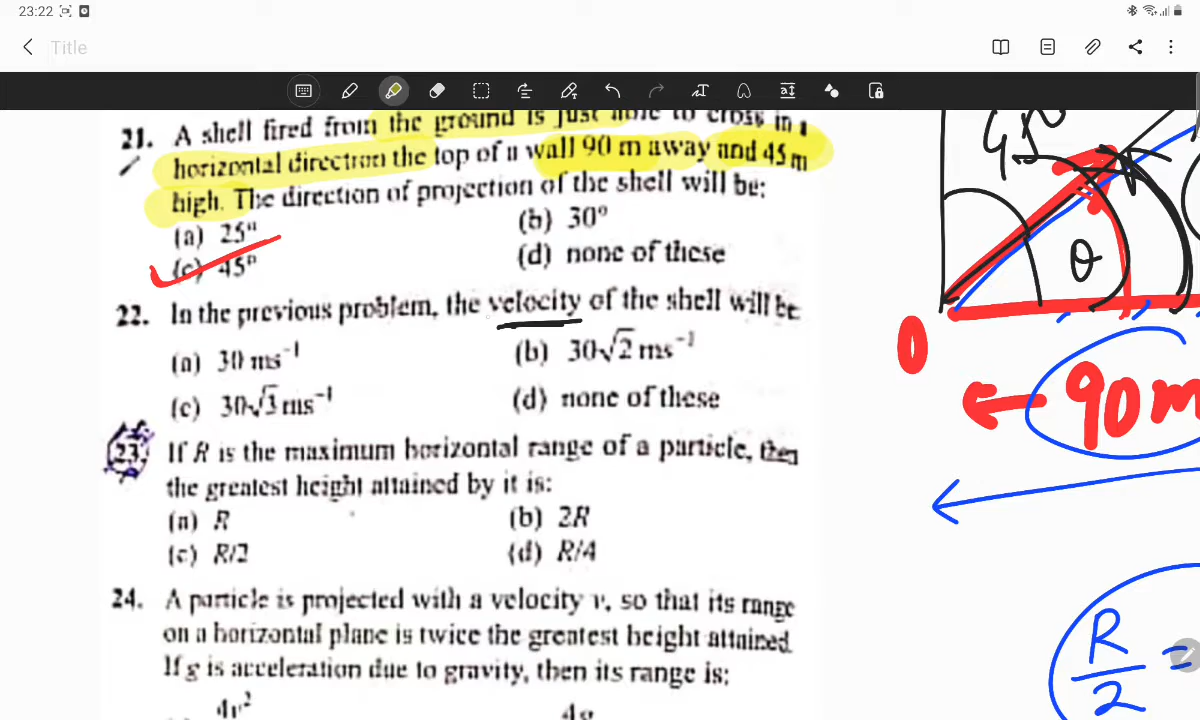 23:22
Title
21. A shell fired from the ground is just able to cross in a
horizontal direction the top of a wall 90 m away and 45 m
high. The direction of projection of the shell will be:
(a) 25° (b) 30°
(c) 45° (d) none of these
22. In the previous problem, the velocity of the shell will be
(a) 30 ms⁻¹ (b) 30√2 ms⁻¹
(c) 30√3 ms⁻¹ (d) none of these
23. If R is the maximum horizontal range of a particle, then
the greatest height attained by it is:
(a) R (b) 2R
(c) R/2 (d) R/4
24. A particle is projected with a velocity v, so that its range
on a horizontal plane is twice the greatest height attained.
If g is acceleration due to gravity, then its range is:
4v² 4g
θ
0
90m
R/2 =